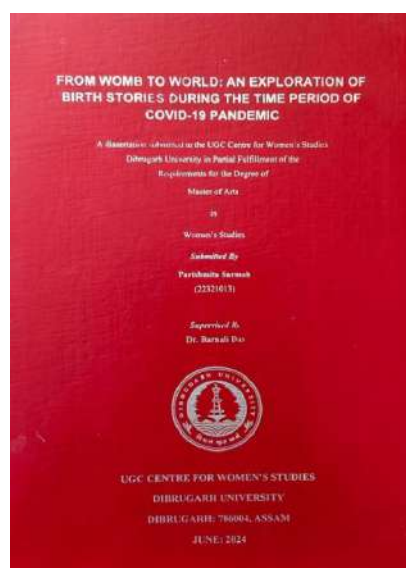 FROM WOMB TO WORLD: AN EXPLORATION OF
BIRTH STORIES DURING THE TIME PERIOD OF
COVID-19 PANDEMIC
A dissertation submitted to the UGC Centre for Women's Studies
Dibrugarh University in Partial Fulfillment of the
Requirements for the Degree of
Master of Arts
in
Women's Studies
Submitted By
Parishmita Sarmah
(22321013)
Supervised By
Dr. Barnali Das
DIBRUGARH UNIVERSITY
UGC CENTRE FOR WOMEN'S STUDIES
DIBRUGARH UNIVERSITY
DIBRUGARH: 786004, ASSAM
JUNE: 2024